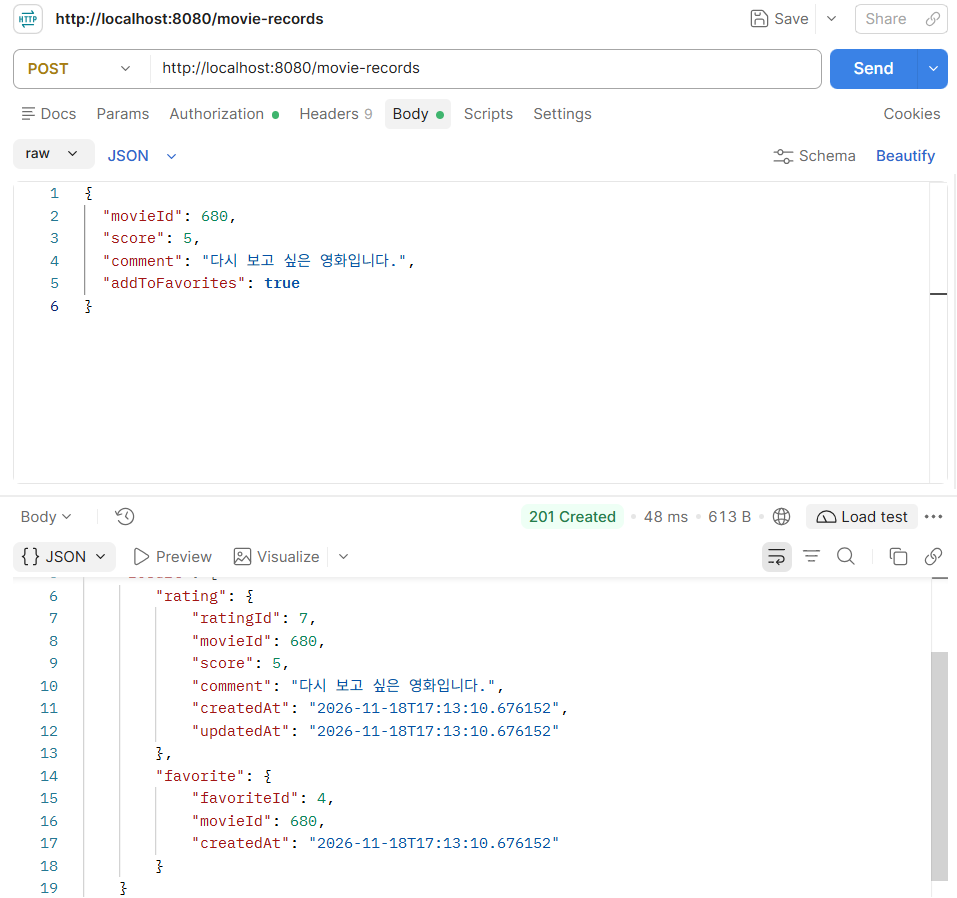 HTTP http://localhost:8080/movie-records Save Share
POST http://localhost:8080/movie-records Send
Docs Params Authorization Headers 9 Body Scripts Settings Cookies
raw JSON Schema Beautify
1 {
2 "movieId": 680,
3 "score": 5,
4 "comment": "다시 보고 싶은 영화입니다.",
5 "addToFavorites": true
6 }
Body 201 Created • 48 ms • 613 B • Load test
{} JSON Preview Visualize
6 "rating": {
7 "ratingId": 7,
8 "movieId": 680,
9 "score": 5,
10 "comment": "다시 보고 싶은 영화입니다.",
11 "createdAt": "2026-11-18T17:13:10.676152",
12 "updatedAt": "2026-11-18T17:13:10.676152"
13 },
14 "favorite": {
15 "favoriteId": 4,
16 "movieId": 680,
17 "createdAt": "2026-11-18T17:13:10.676152"
18 }
19 }